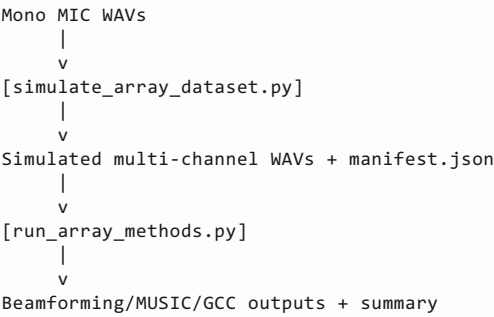 Mono MIC WAVs
|
v
[simulate_array_dataset.py]
|
v
Simulated multi-channel WAVs + manifest.json
|
v
[run_array_methods.py]
|
v
Beamforming/MUSIC/GCC outputs + summary